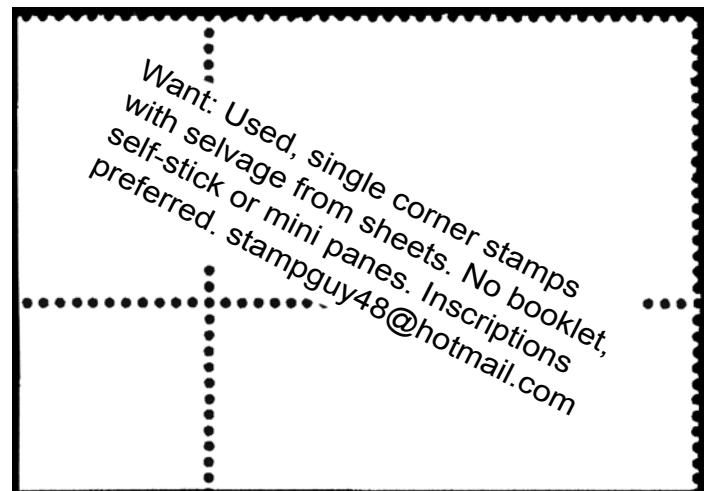 Want: Used, single corner stamps
with selvage from sheets. No booklet,
self-stick or mini panes. Inscriptions
preferred. stampguy48@hotmail.com